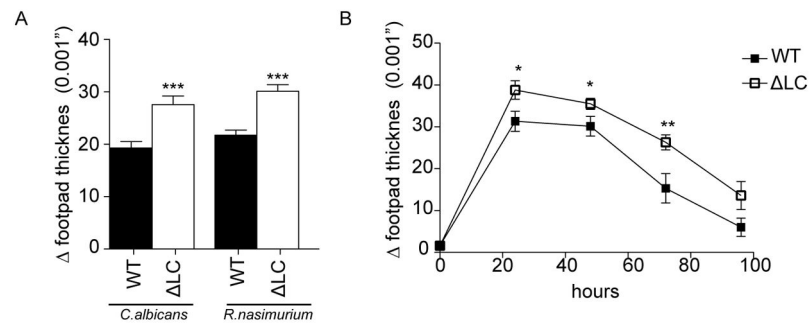 A
Δ footpad thicknes (0.001”)
40
30
20
10
0
***
***
WT
ΔLC
WT
ΔLC
C.albicans
R.nasimurium
B
Δ footpad thicknes (0.001”)
50
40
30
20
10
0
*
*
**
0 20 40 60 80 100
hours
WT
ΔLC